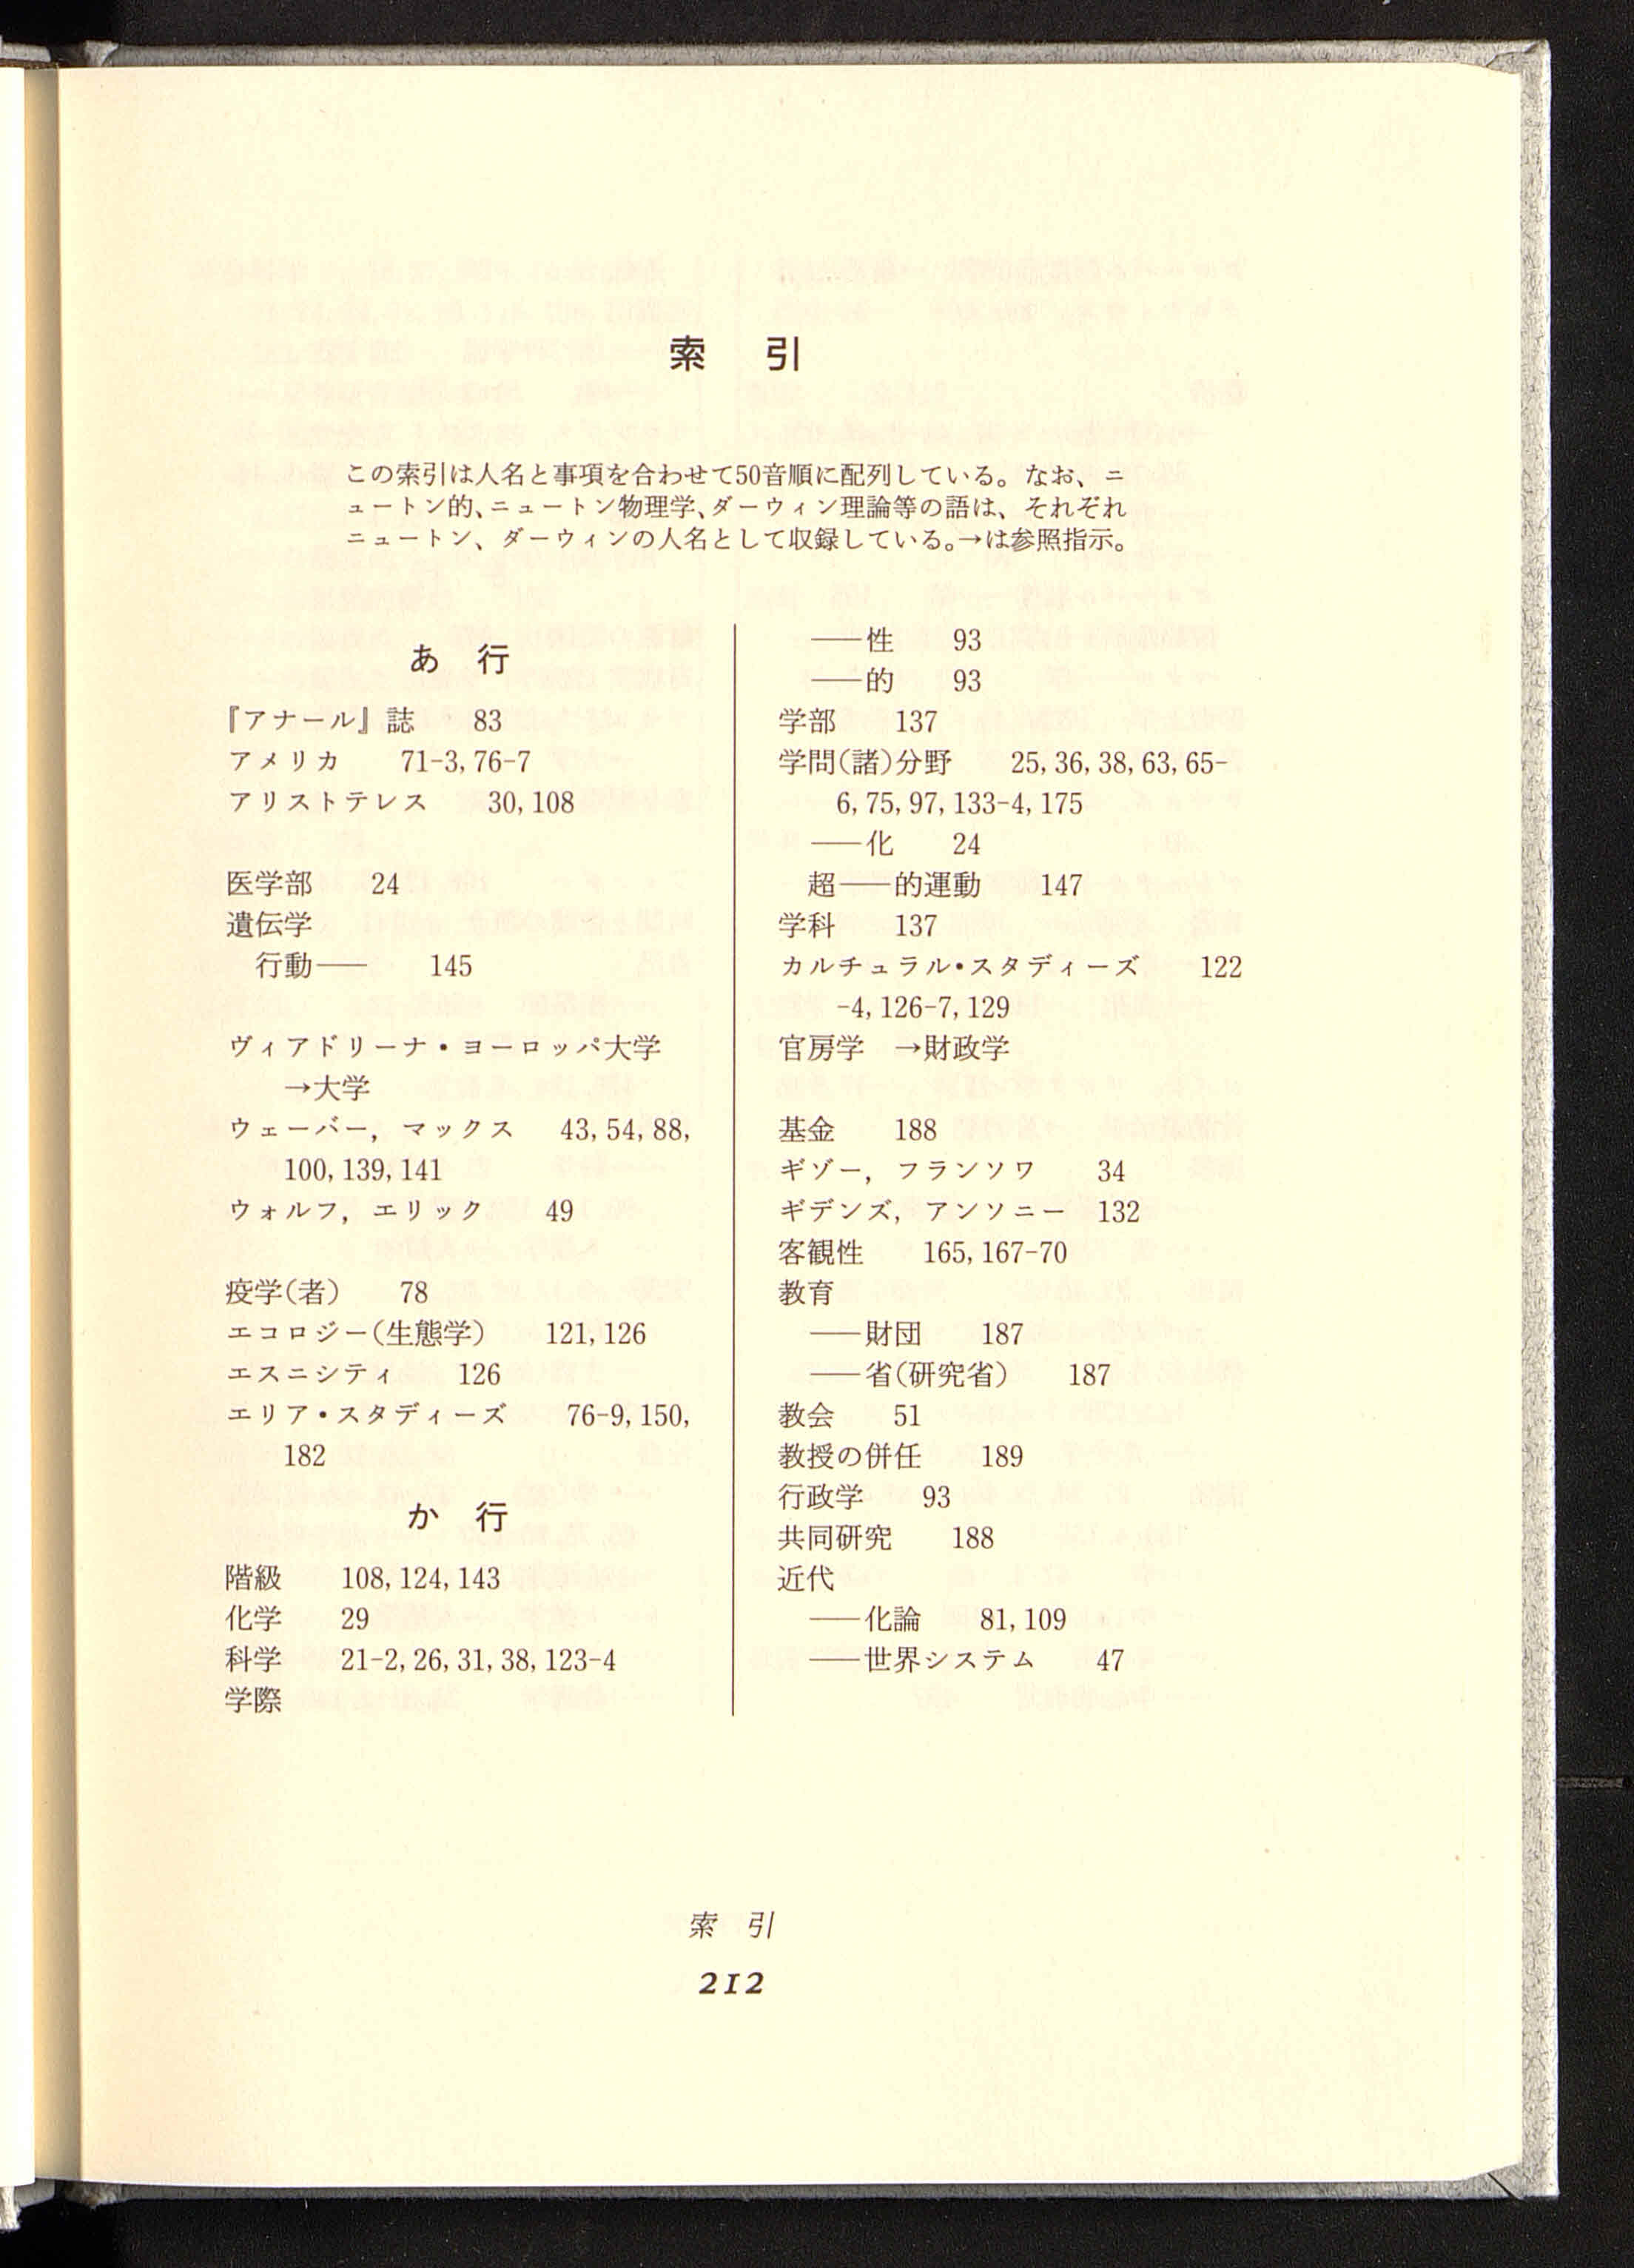 索 引
この索引は人名と事項を合わせて50音順に配列している。なお、ニ
ュートン的、ニュートン物理学、ダーウィン理論等の語は、それぞれ
ニュートン、ダーウィンの人名として収録している。→は参照指示。
あ 行
『アナール』誌 83
アメリカ 71-3, 76-7
アリストテレス 30, 108
医学部 24
遺伝学
行動—— 145
ヴィアドリーナ・ヨーロッパ大学
→大学
ウェーバー，マックス 43, 54, 88,
100, 139, 141
ウォルフ，エリック 49
疫学(者) 78
エコロジー(生態学) 121, 126
エスニシティ 126
エリア・スタディーズ 76-9, 150,
182
か 行
階級 108, 124, 143
化学 29
科学 21-2, 26, 31, 38, 123-4
学際
——性 93
——的 93
学部 137
学問(諸)分野 25, 36, 38, 63, 65-
6, 75, 97, 133-4, 175
——化 24
超——的運動 147
学科 137
カルチュラル・スタディーズ 122
-4, 126-7, 129
官房学 →財政学
基金 188
ギゾー，フランソワ 34
ギデンズ，アンソニー 132
客観性 165, 167-70
教育
——財団 187
——省(研究省) 187
教会 51
教授の併任 189
行政学 93
共同研究 188
近代
——化論 81, 109
——世界システム 47
索 引
212